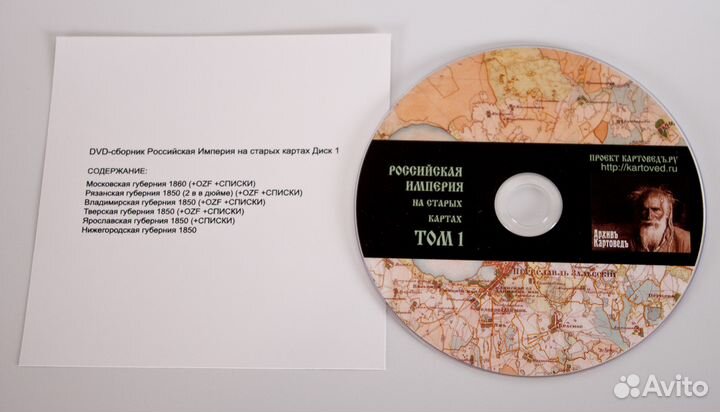 DVD-сборник Российская Империя на старых картах Диск 1
СОДЕРЖАНИЕ:
Московская губерния 1860 (+OZF +СПИСКИ)
Рязанская губерния 1850 (2 в в дюйме) (+OZF +СПИСКИ)
Владимирская губерния 1850 (+OZF +СПИСКИ)
Тверская губерния 1850 (+OZF +СПИСКИ)
Ярославская губерния 1850 (+СПИСКИ)
Нижегородская губерния 1850
РОССИЙСКАЯ
ИМПЕРИЯ
НА СТАРЫХ
КАРТАХ
ТОМ 1
ПРОЕКТ КАРТОВЕДЪ.РУ
http://kartoved.ru
АРХИВЪ
КАРТОВЕДЪ
ПЕРЕСЛАВЛЬ ЗАЛЬССКІЙ
Avito